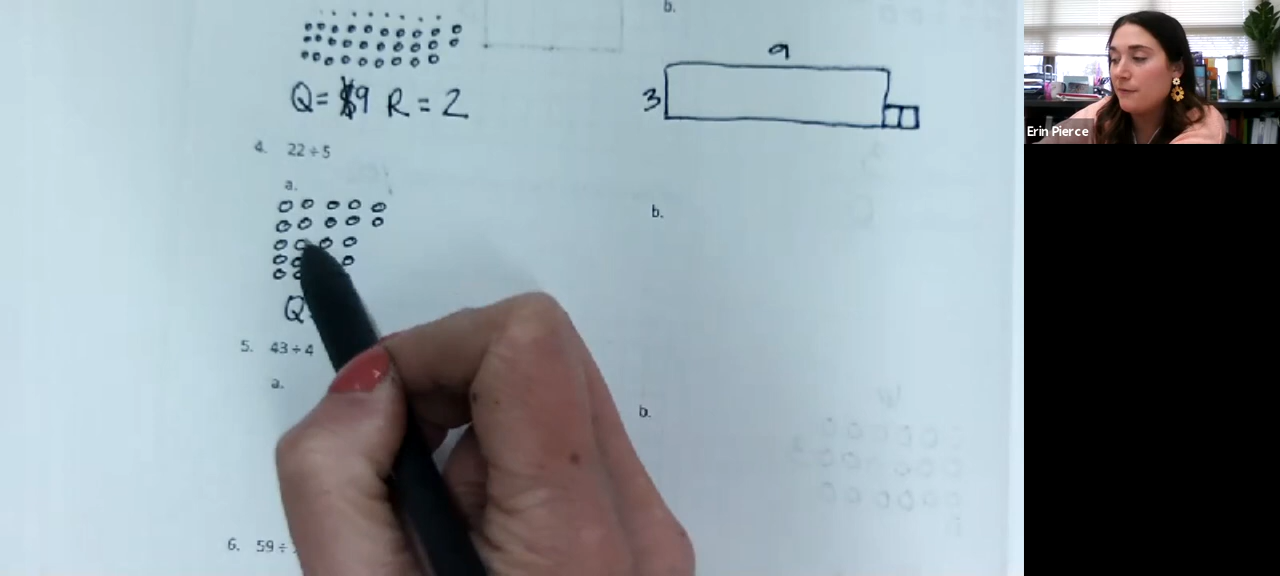 b.
9
3
Q = 9 R = 2
4. 22 ÷ 5
a.
b.
Q
5. 43 ÷ 4
a.
b.
6. 59 ÷
Erin Pierce